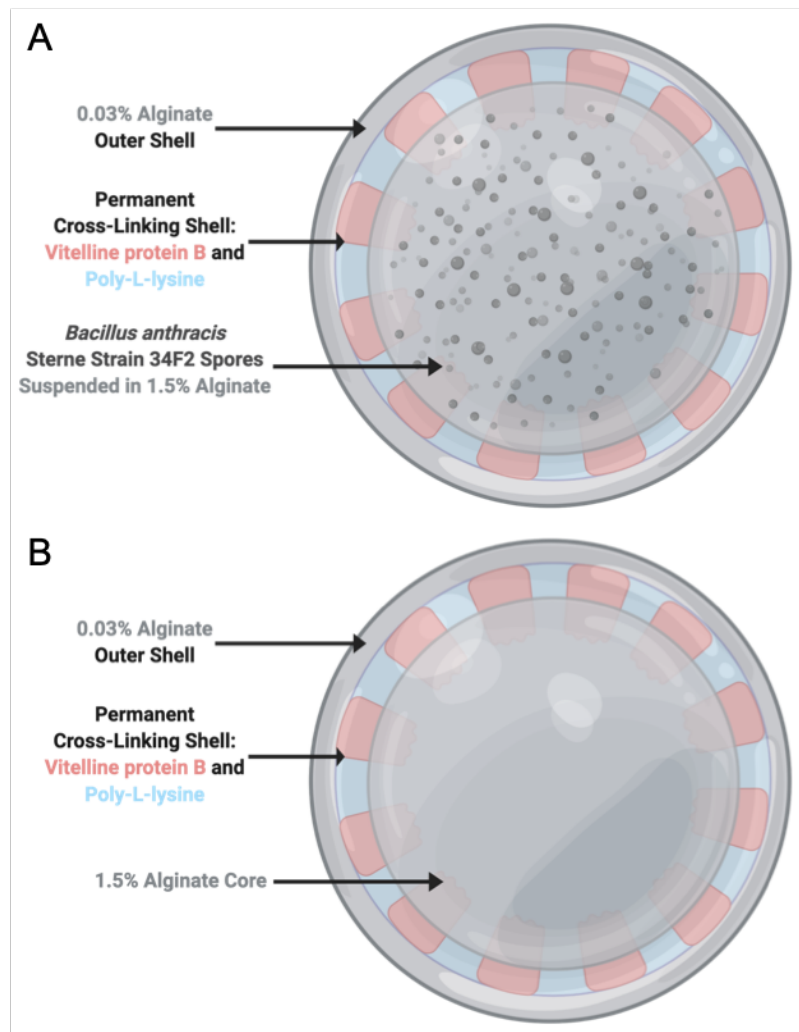 A
0.03% Alginate
Outer Shell
Permanent
Cross-Linking Shell:
Vitelline protein B and
Poly-L-lysine
Bacillus anthracis
Sterne Strain 34F2 Spores
Suspended in 1.5% Alginate
B
0.03% Alginate
Outer Shell
Permanent
Cross-Linking Shell:
Vitelline protein B and
Poly-L-lysine
1.5% Alginate Core